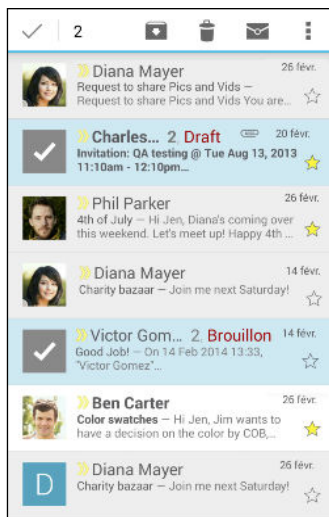 2
Diana Mayer 26 févr.
Request to share Pics and Vids –
Request to share Pics and Vids You are...
Charles... 2, Draft 20 févr.
Invitation: QA testing @ Tue Aug 13, 2013
11:10am - 12:10pm...
Phil Parker 26 févr.
4th of July – Hi Jen, Diana's coming over
this weekend. Let's meet up! Happy 4th ...
Diana Mayer 14 févr.
Charity bazaar – Join me next Saturday!
Victor Gom... 2, Brouillon 14 févr.
Good Job! – On 14 Feb 2014 13:33,
"Victor Gomez"...
Ben Carter 26 févr.
Color swatches – Hi Jen, Jim wants to
have a decision on the color by COB,...
D
Diana Mayer 26 févr.
Charity bazaar – Join me next Saturday!